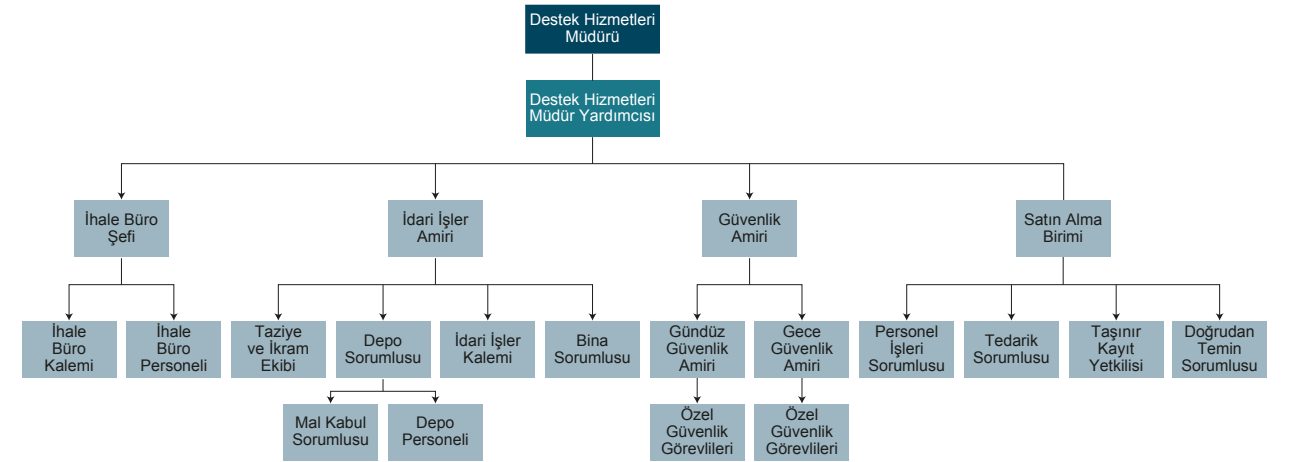 Destek Hizmetleri
Müdürü
Destek Hizmetleri
Müdür Yardımcısı
İhale Büro
Şefi
İdari İşler
Amiri
Güvenlik
Amiri
Satın Alma
Birimi
İhale
Büro
Kalemi
İhale
Büro
Personeli
Taziye
ve İkram
Ekibi
Depo
Sorumlusu
İdari İşler
Kalemi
Bina
Sorumlusu
Gündüz
Güvenlik
Amiri
Gece
Güvenlik
Amiri
Personel
İşleri
Sorumlusu
Tedarik
Sorumlusu
Taşınır
Kayıt
Yetkilisi
Doğrudan
Temin
Sorumlusu
Mal Kabul
Sorumlusu
Depo
Personeli
Özel
Güvenlik
Görevlileri
Özel
Güvenlik
Görevlileri